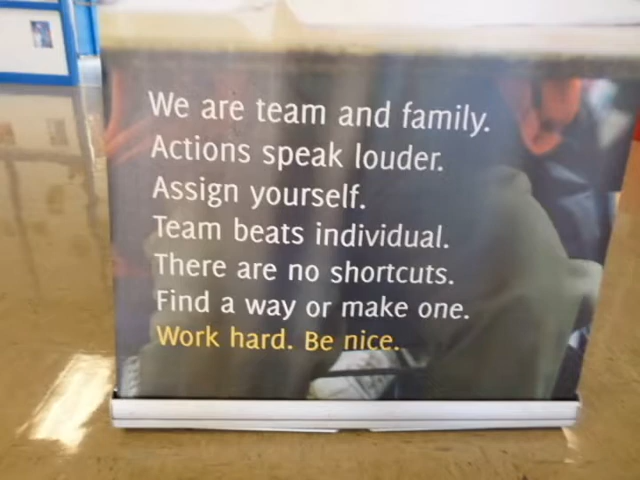 We are team and family.
Actions speak louder.
Assign yourself.
Team beats individual.
There are no shortcuts.
Find a way or make one.
Work hard. Be nice.